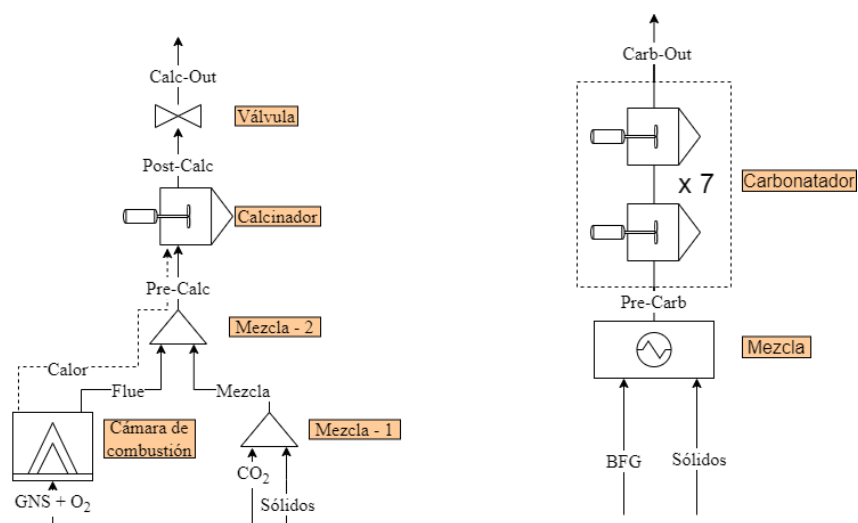 Calc-Out
Válvula
Post-Calc
Calcinador
Pre-Calc
Mezcla - 2
Calor
Flue
Mezcla
Cámara de
combustión
Mezcla - 1
CO₂
GNS + O₂
Sólidos
Carb-Out
x 7
Carbonatador
Pre-Carb
Mezcla
BFG
Sólidos